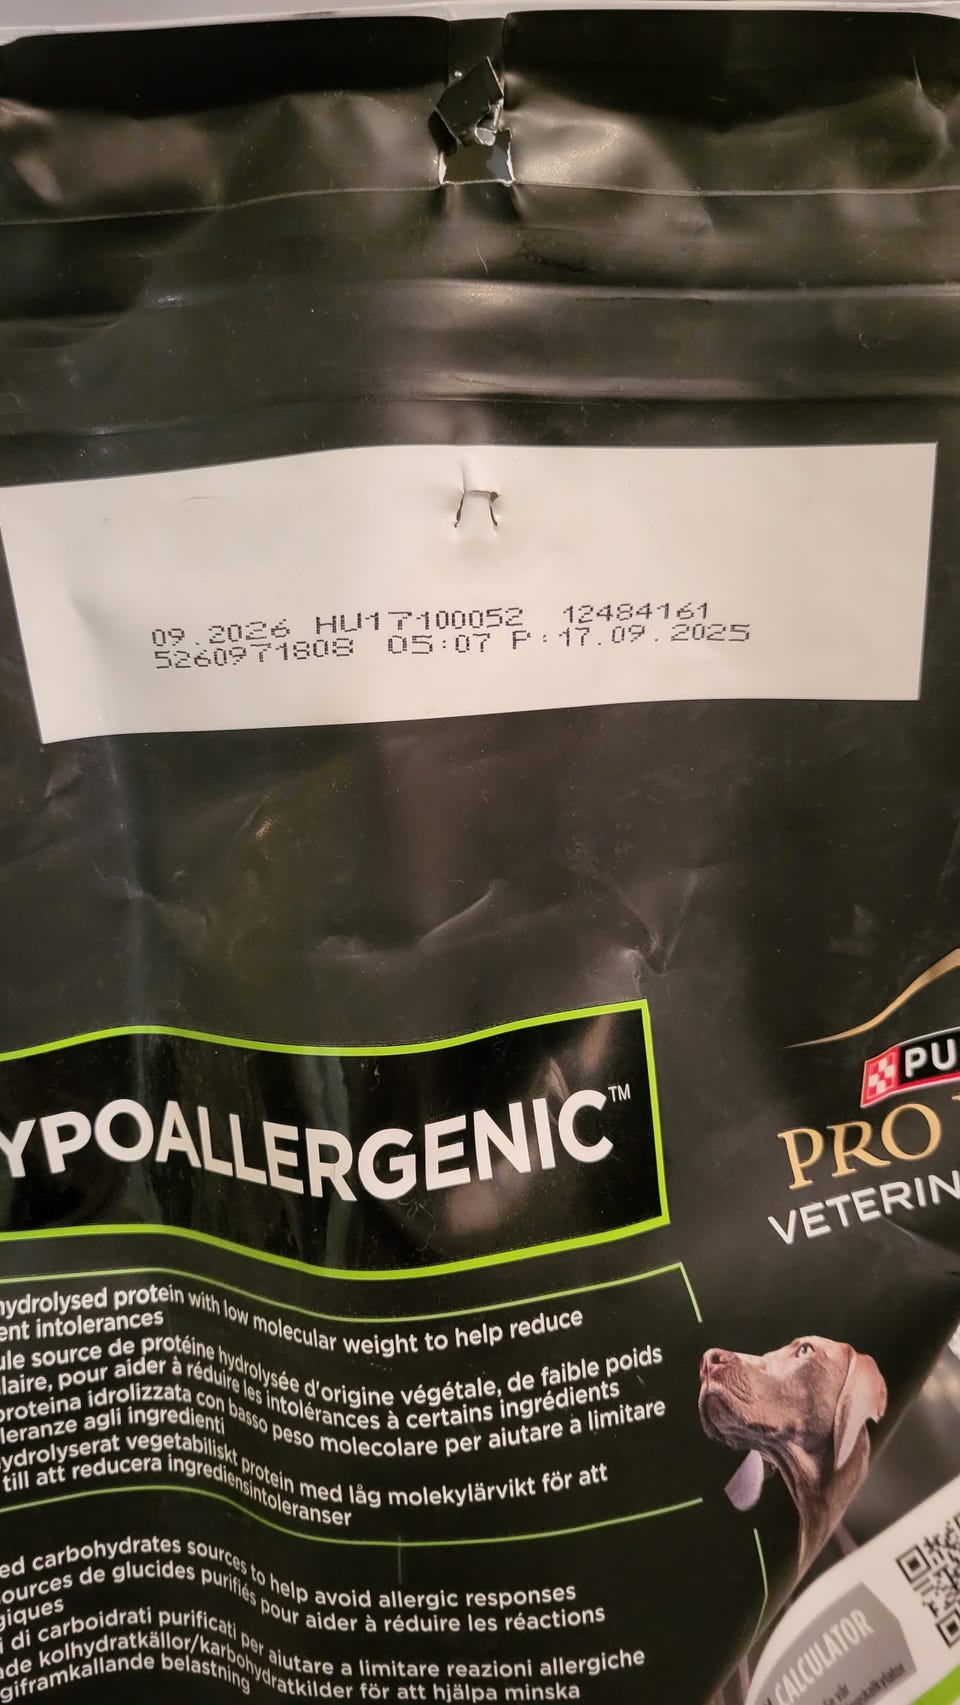 09.2026 HU17100052 12484161
5260971808 05:07 P:17.09.2025
YPOALLERGENIC™
PU
PRO
VETERIN
hydrolysed protein with low molecular weight to help reduce
ent intolerances
ule source de protéine hydrolysée d'origine végétale, de faible poids
laire, pour aider à réduire les intolérances à certains ingrédients
proteina idrolizzata con basso peso molecolare per aiutare a limitare
leranze agli ingredienti
ydrolyserat vegetabiliskt protein med låg molekylärvikt för att
till att reducera ingrediensintoleranser
ed carbohydrates sources to help avoid allergic responses
ources de glucides purifiés pour aider à réduire les réactions
giques
i di carboidrati purificati per aiutare a limitare reazioni allergiche
ade kolhydratkällor/karbohydratkilder för att hjälpa minska
giframkallande belastning
CALCULATOR